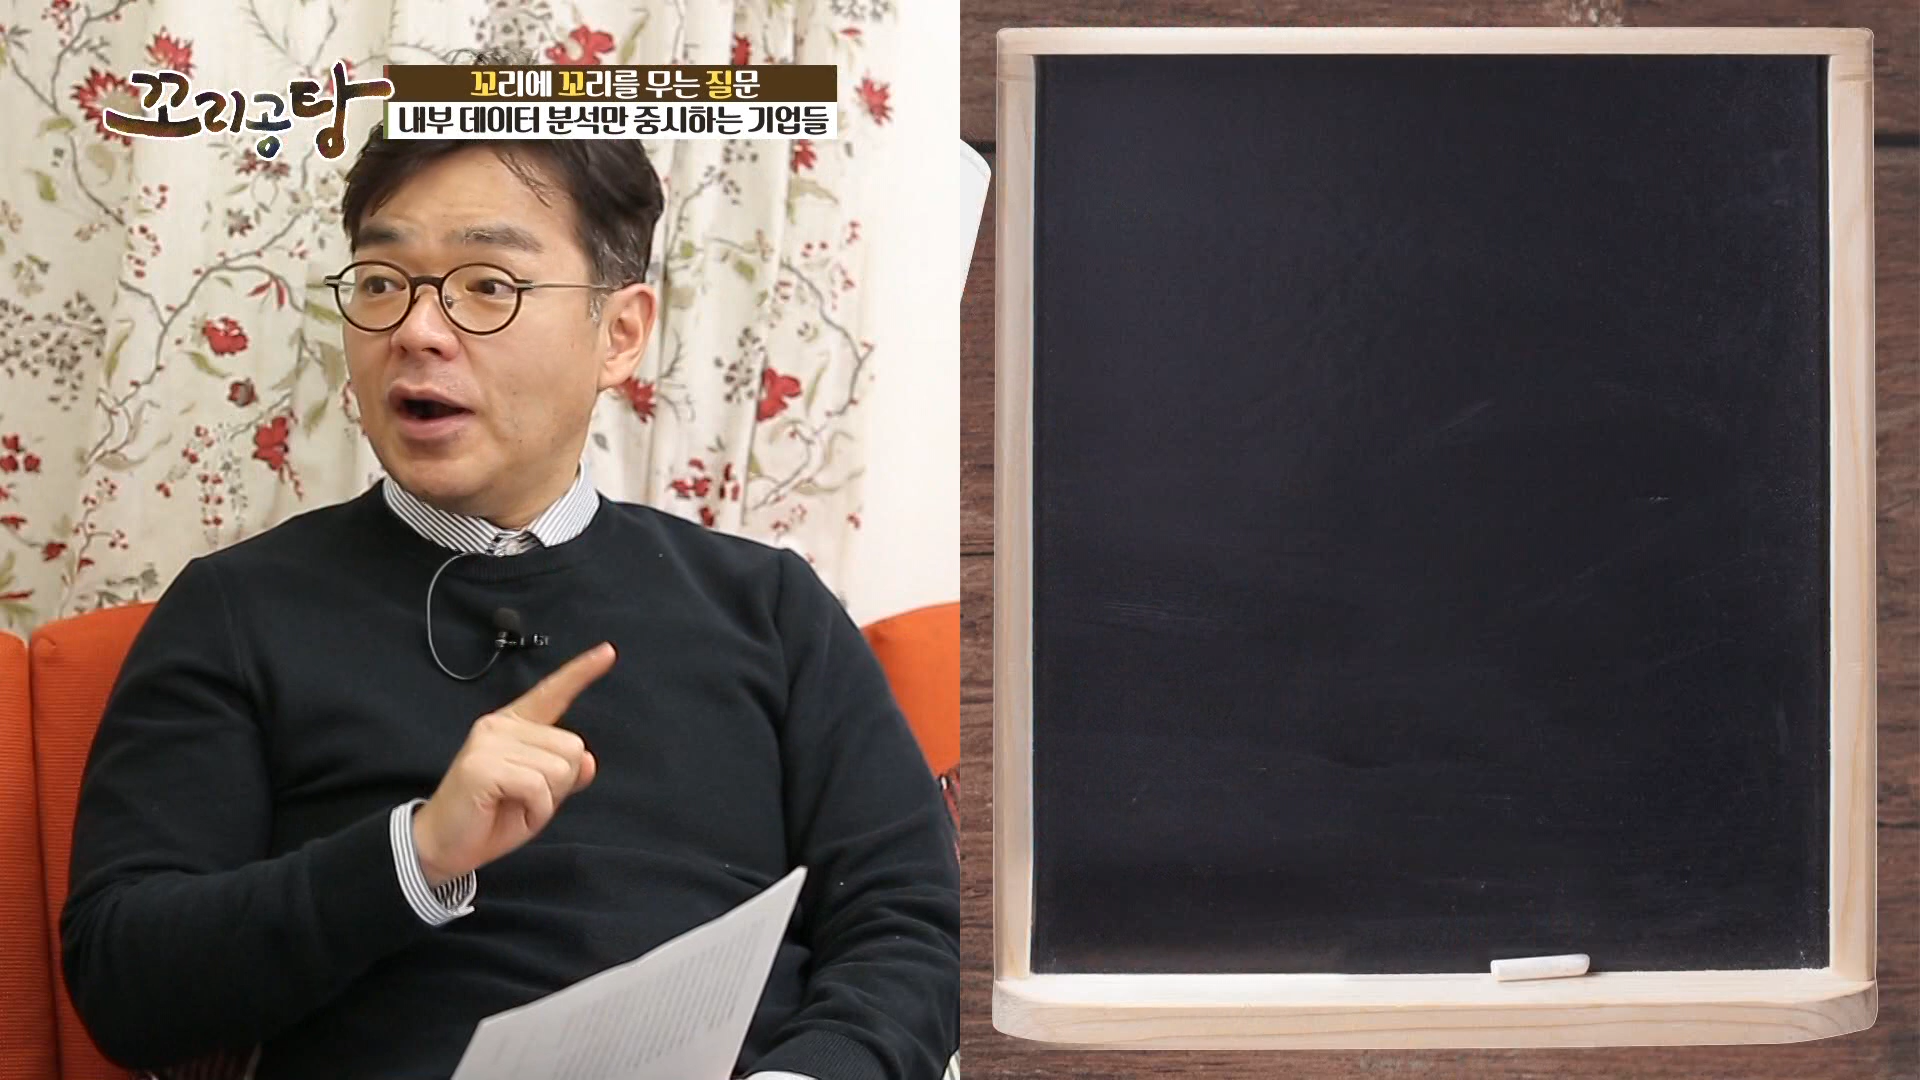 꼬리곰탕
꼬리에 꼬리를 무는 질문
내부 데이터 분석만 중시하는 기업들